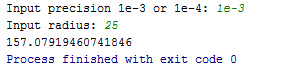 Input precision 1e-3 or 1e-4: 1e-3
Input radius: 25
157.07919460741846
Process finished with exit code 0